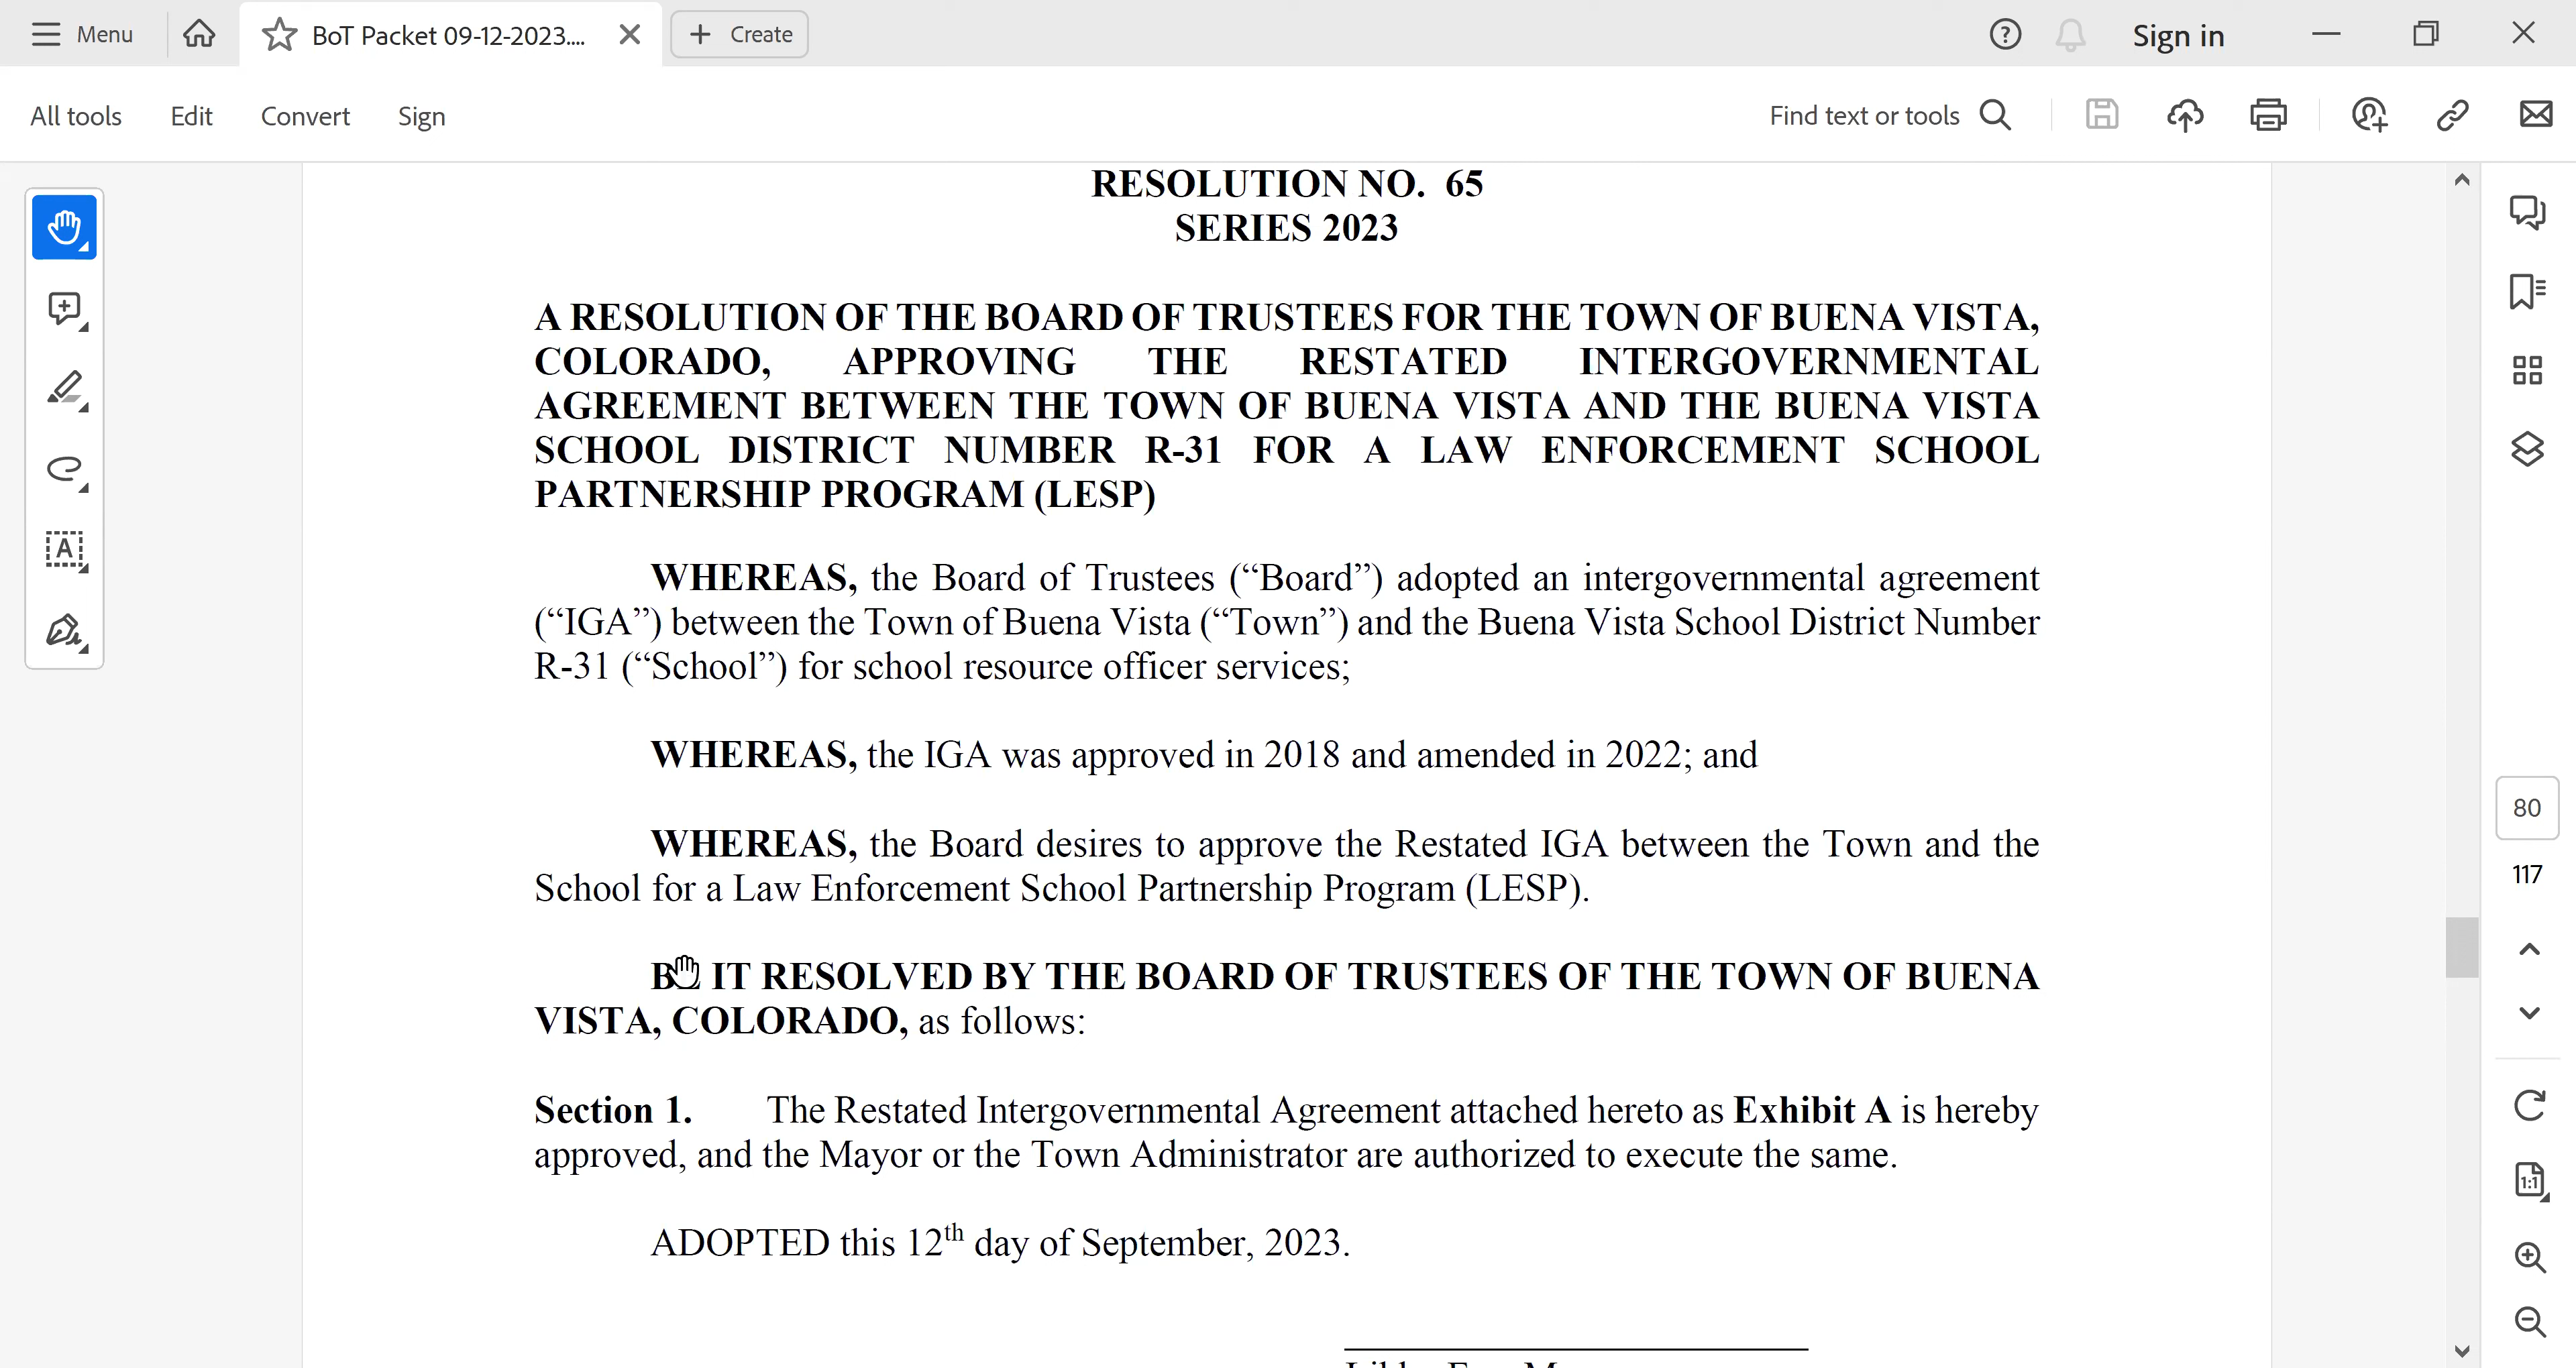 Menu
BoT Packet 09-12-2023....
Create
Sign in
All tools
Edit
Convert
Sign
Find text or tools
RESOLUTION NO. 65
SERIES 2023
A RESOLUTION OF THE BOARD OF TRUSTEES FOR THE TOWN OF BUENA VISTA,
COLORADO, APPROVING THE RESTATED INTERGOVERNMENTAL
AGREEMENT BETWEEN THE TOWN OF BUENA VISTA AND THE BUENA VISTA
SCHOOL DISTRICT NUMBER R-31 FOR A LAW ENFORCEMENT SCHOOL
PARTNERSHIP PROGRAM (LESP)
WHEREAS, the Board of Trustees (“Board”) adopted an intergovernmental agreement
(“IGA”) between the Town of Buena Vista (“Town”) and the Buena Vista School District Number
R-31 (“School”) for school resource officer services;
WHEREAS, the IGA was approved in 2018 and amended in 2022; and
WHEREAS, the Board desires to approve the Restated IGA between the Town and the
School for a Law Enforcement School Partnership Program (LESP).
BE IT RESOLVED BY THE BOARD OF TRUSTEES OF THE TOWN OF BUENA
VISTA, COLORADO, as follows:
Section 1. The Restated Intergovernmental Agreement attached hereto as Exhibit A is hereby
approved, and the Mayor or the Town Administrator are authorized to execute the same.
ADOPTED this 12th day of September, 2023.
80
117
1:1